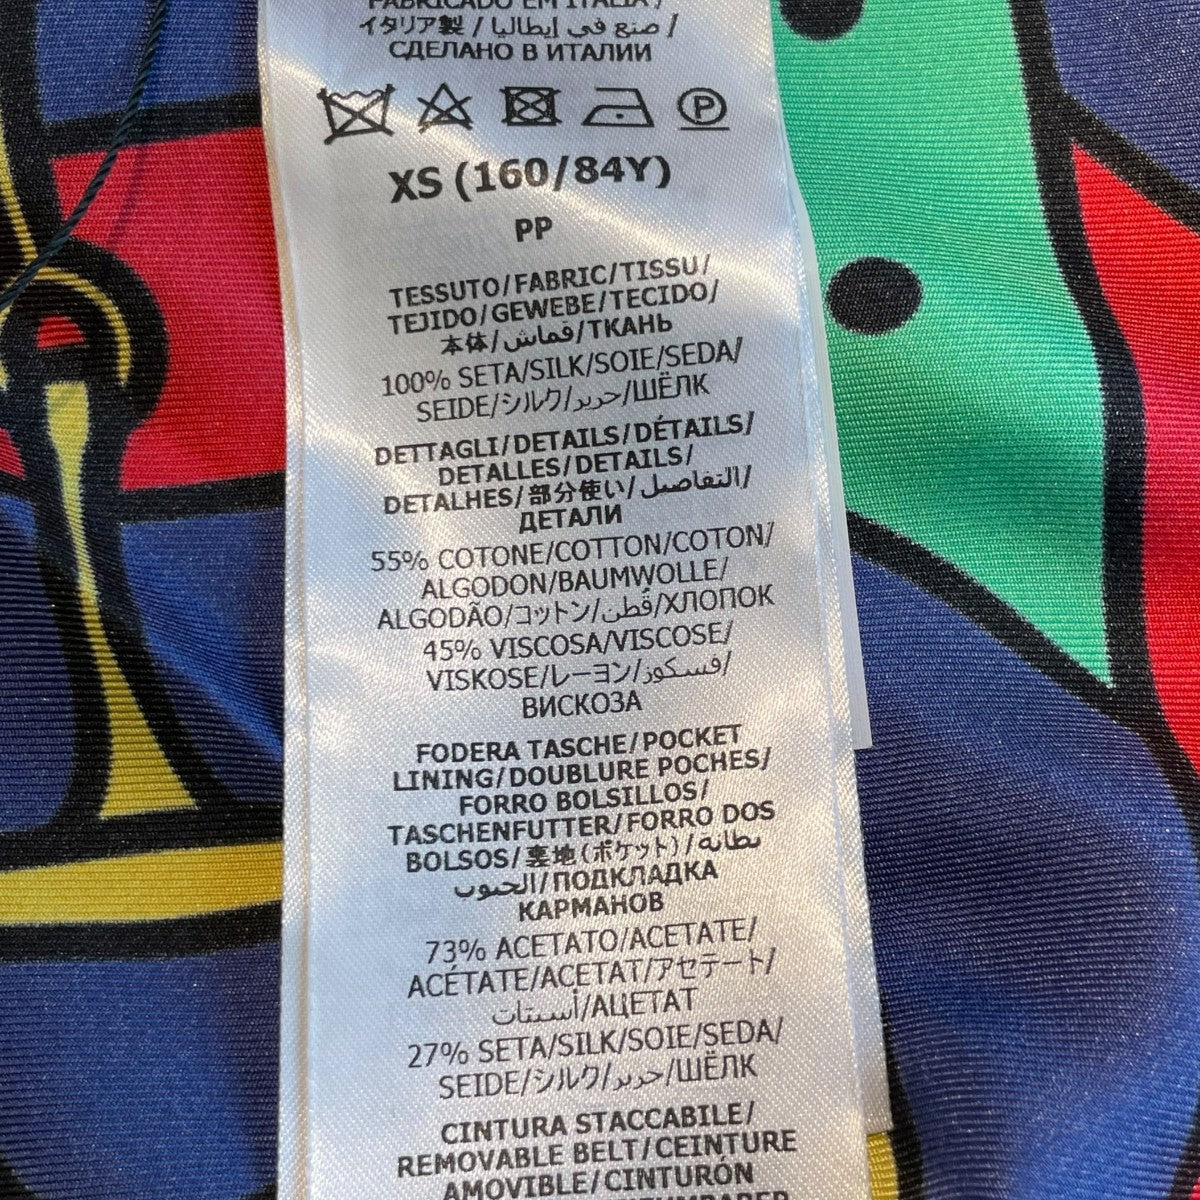 FABRICADO EM ITÁLIA/
イタリア製 / صنع في إيطاليا /
СДЕЛАНО В ИТАЛИИ
P
XS (160/84Y)
PP
TESSUTO/FABRIC/TISSU/
TEJIDO/GEWEBE/TECIDO/
本体/قماش/ТКАНЬ
100% SETA/SILK/SOIE/SEDA/
SEIDE/シルク/حرير/ШЁЛК
DETTAGLI/DETAILS/DÉTAILS/
DETALLES/DETAILS/
DETALHES/部分使い/التفاصيل/
ДЕТАЛИ
55% COTONE/COTTON/COTON/
ALGODON/BAUMWOLLE/
ALGODÃO/コットン/قطن/ХЛОПОК
45% VISCOSA/VISCOSE/
VISKOSE/レーヨン/فسكوز/
ВИСКОЗА
FODERA TASCHE/POCKET
LINING/DOUBLURE POCHES/
FORRO BOLSILLOS/
TASCHENFUTTER/FORRO DOS
BOLSOS/裏地(ポケット)/بطانة
الجيوب/ПОДКЛАДКА
КАРМАНОВ
73% ACETATO/ACETATE/
ACÉTATE/ACETAT/アセテート/
أسيتات/АЦЕТАТ
27% SETA/SILK/SOIE/SEDA/
SEIDE/シルク/حرير/ШЁЛК
CINTURA STACCABILE/
REMOVABLE BELT/CEINTURE
AMOVIBLE/CINTURÓN